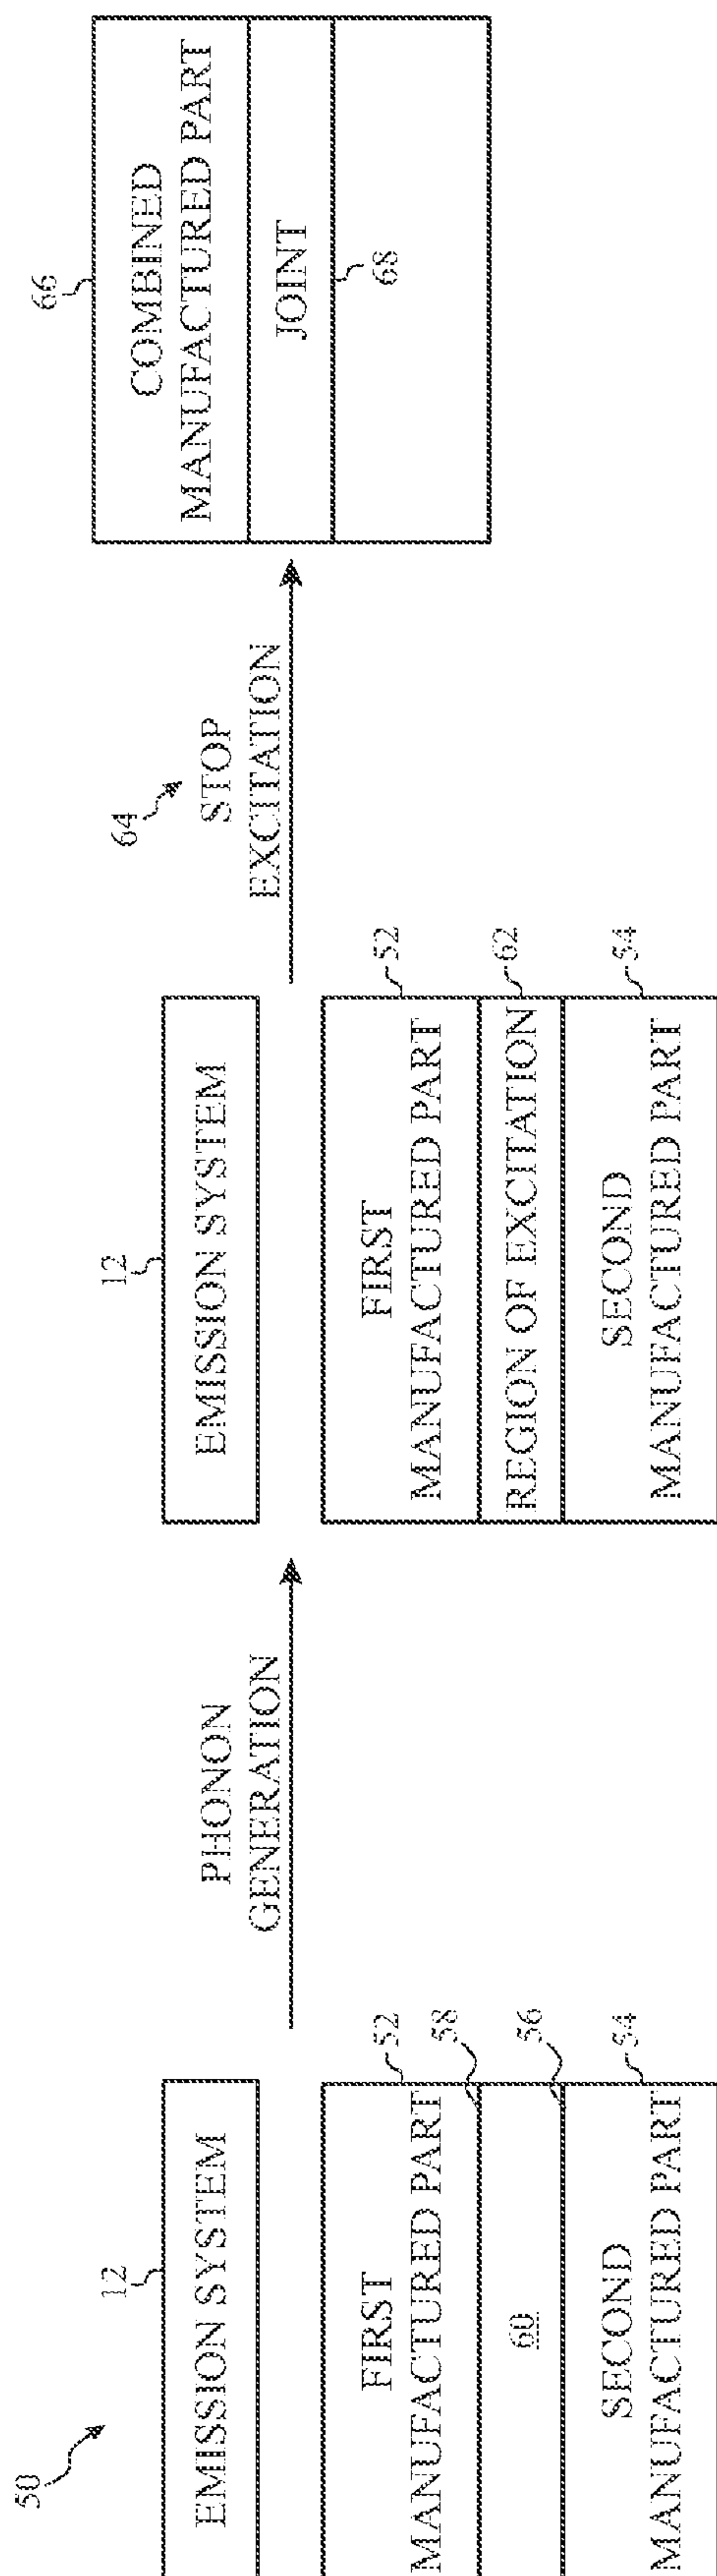 50
12
EMISSION SYSTEM
FIRST
MANUFACTURED PART
52
58
60
56
SECOND
MANUFACTURED PART
54
PHONON
GENERATION
12
EMISSION SYSTEM
FIRST
MANUFACTURED PART
52
REGION OF EXCITATION
62
SECOND
MANUFACTURED PART
54
64
STOP
EXCITATION
66
COMBINED
MANUFACTURED PART
JOINT
68